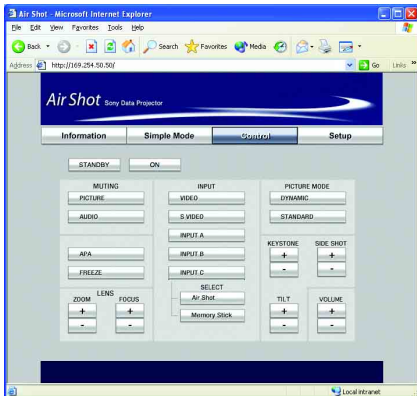 Air Shot - Microsoft Internet Explorer
File Edit View Favorites Tools Help
Back Search Favorites Media
Address http://169.254.50.50/ Go Links »
Air Shot Sony Data Projector
Information Simple Mode Control Setup
STANDBY ON
MUTING
PICTURE
AUDIO
APA
FREEZE
LENS
ZOOM FOCUS
+ +
- -
INPUT
VIDEO
S VIDEO
INPUT A
INPUT B
INPUT C
SELECT
Air Shot
Memory Stick
PICTURE MODE
DYNAMIC
STANDARD
KEYSTONE SIDE SHOT
+ +
- -
TILT VOLUME
+ +
- -
Local intranet